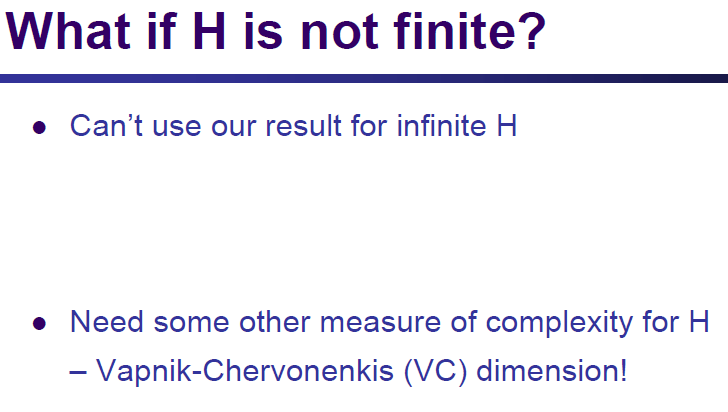 What if H is not finite?
● Can’t use our result for infinite H
● Need some other measure of complexity for H
– Vapnik-Chervonenkis (VC) dimension!